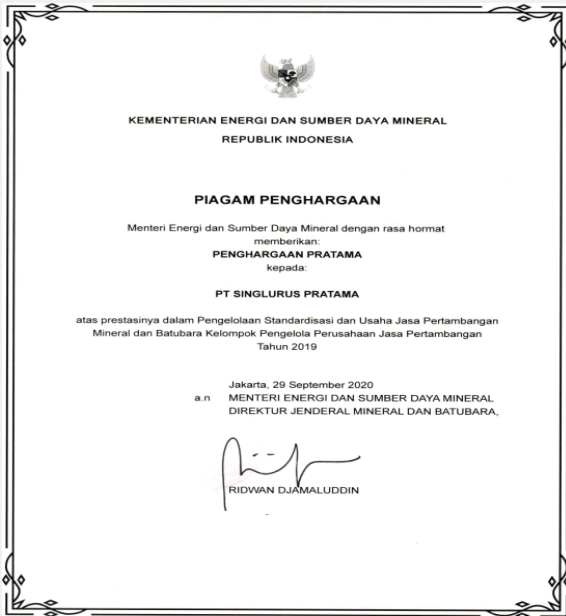 KEMENTERIAN ENERGI DAN SUMBER DAYA MINERAL
REPUBLIK INDONESIA
PIAGAM PENGHARGAAN
Menteri Energi dan Sumber Daya Mineral dengan rasa hormat
memberikan:
PENGHARGAAN PRATAMA
kepada:
PT SINGLURUS PRATAMA
atas prestasinya dalam Pengelolaan Standardisasi dan Usaha Jasa Pertambangan
Mineral dan Batubara Kelompok Pengelola Perusahaan Jasa Pertambangan
Tahun 2019
Jakarta, 29 September 2020
a.n MENTERI ENERGI DAN SUMBER DAYA MINERAL
DIREKTUR JENDERAL MINERAL DAN BATUBARA,
RIDWAN DJAMALUDDIN